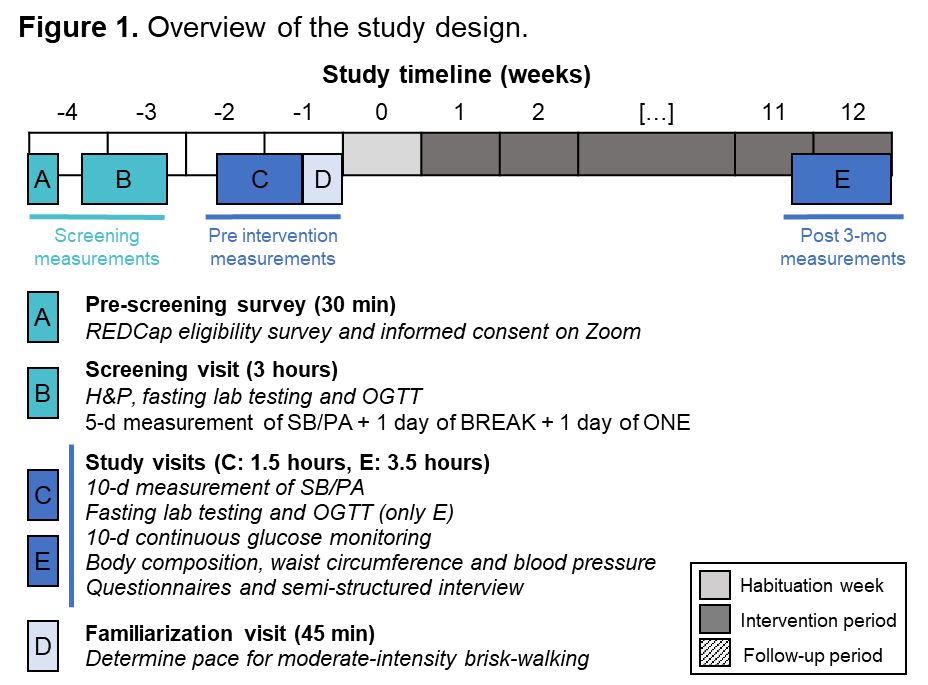 Figure 1. Overview of the study design.
Study timeline (weeks)
-4 -3 -2 -1 0 1 2 [...] 11 12
A B C D E
Screening measurements
Pre intervention measurements
Post 3-mo measurements
A
Pre-screening survey (30 min)
REDCap eligibility survey and informed consent on Zoom
B
Screening visit (3 hours)
H&P, fasting lab testing and OGTT
5-d measurement of SB/PA + 1 day of BREAK + 1 day of ONE
C
E
Study visits (C: 1.5 hours, E: 3.5 hours)
10-d measurement of SB/PA
Fasting lab testing and OGTT (only E)
10-d continuous glucose monitoring
Body composition, waist circumference and blood pressure
Questionnaires and semi-structured interview
D
Familiarization visit (45 min)
Determine pace for moderate-intensity brisk-walking
Habituation week
Intervention period
Follow-up period